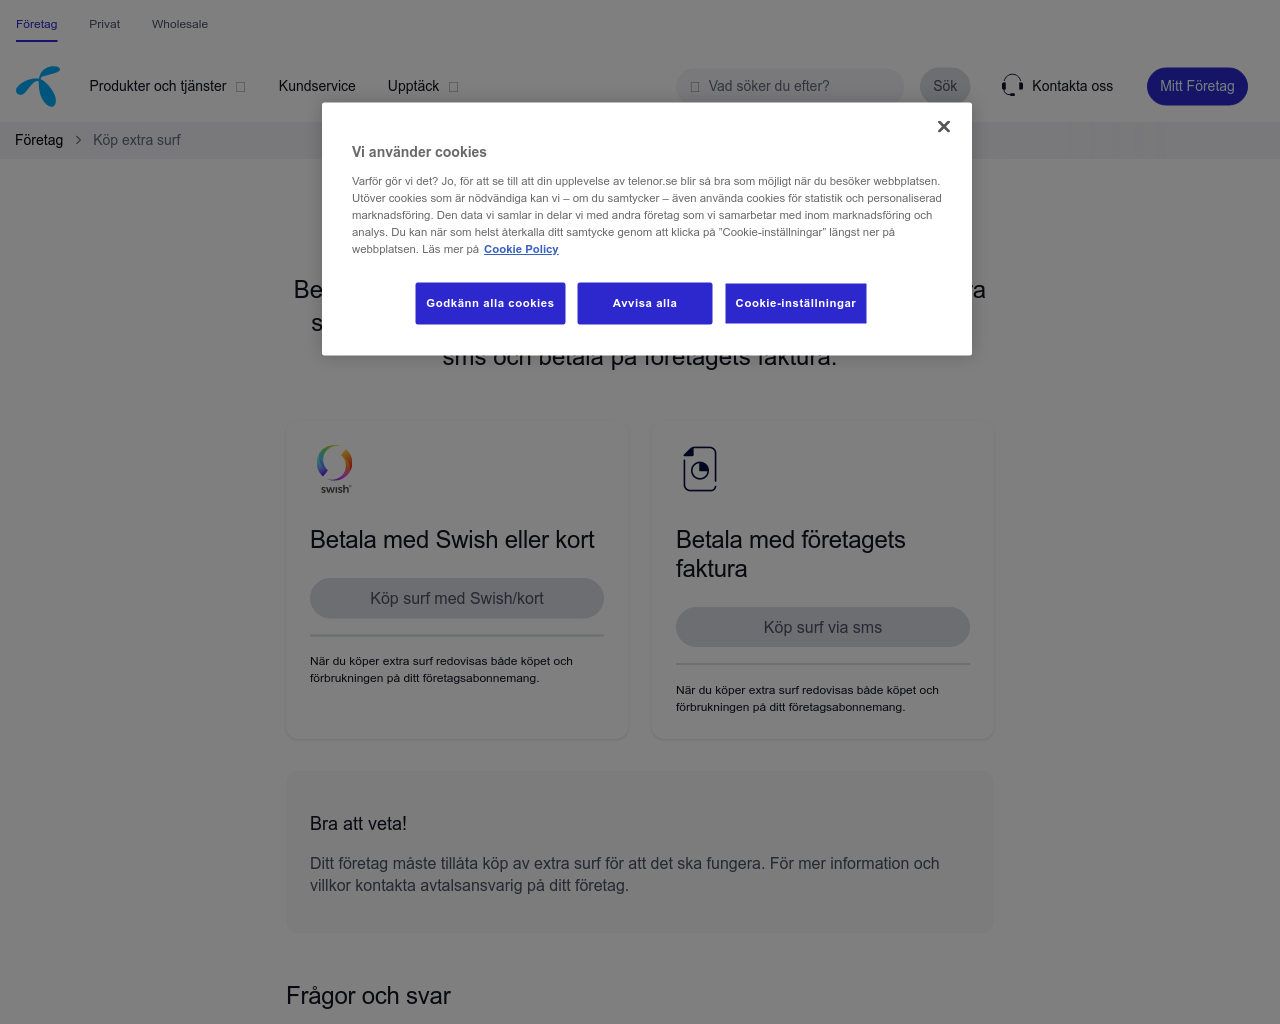 Företag
Privat
Wholesale
Produkter och tjänster
Kundservice
Upptäck
Vad söker du efter?
Sök
Kontakta oss
Mitt Företag
Företag
Köp extra surf
Vi använder cookies
Varför gör vi det? Jo, för att se till att din upplevelse av telenor.se blir så bra som möjligt när du besöker webbplatsen.
Utöver cookies som är nödvändiga kan vi – om du samtycker – även använda cookies för statistik och personaliserad
marknadsföring. Den data vi samlar in delar vi med andra företag som vi samarbetar med inom marknadsföring och
analys. Du kan när som helst återkalla ditt samtycke genom att klicka på "Cookie-inställningar" längst ner på
webbplatsen. Läs mer på Cookie Policy
Godkänn alla cookies
Avvisa alla
Cookie-inställningar
sms och betala på företagets faktura.
swish
Betala med Swish eller kort
Köp surf med Swish/kort
När du köper extra surf redovisas både köpet och
förbrukningen på ditt företagsabonnemang.
Betala med företagets
faktura
Köp surf via sms
När du köper extra surf redovisas både köpet och
förbrukningen på ditt företagsabonnemang.
Bra att veta!
Ditt företag måste tillåta köp av extra surf för att det ska fungera. För mer information och
villkor kontakta avtalsansvarig på ditt företag.
Frågor och svar